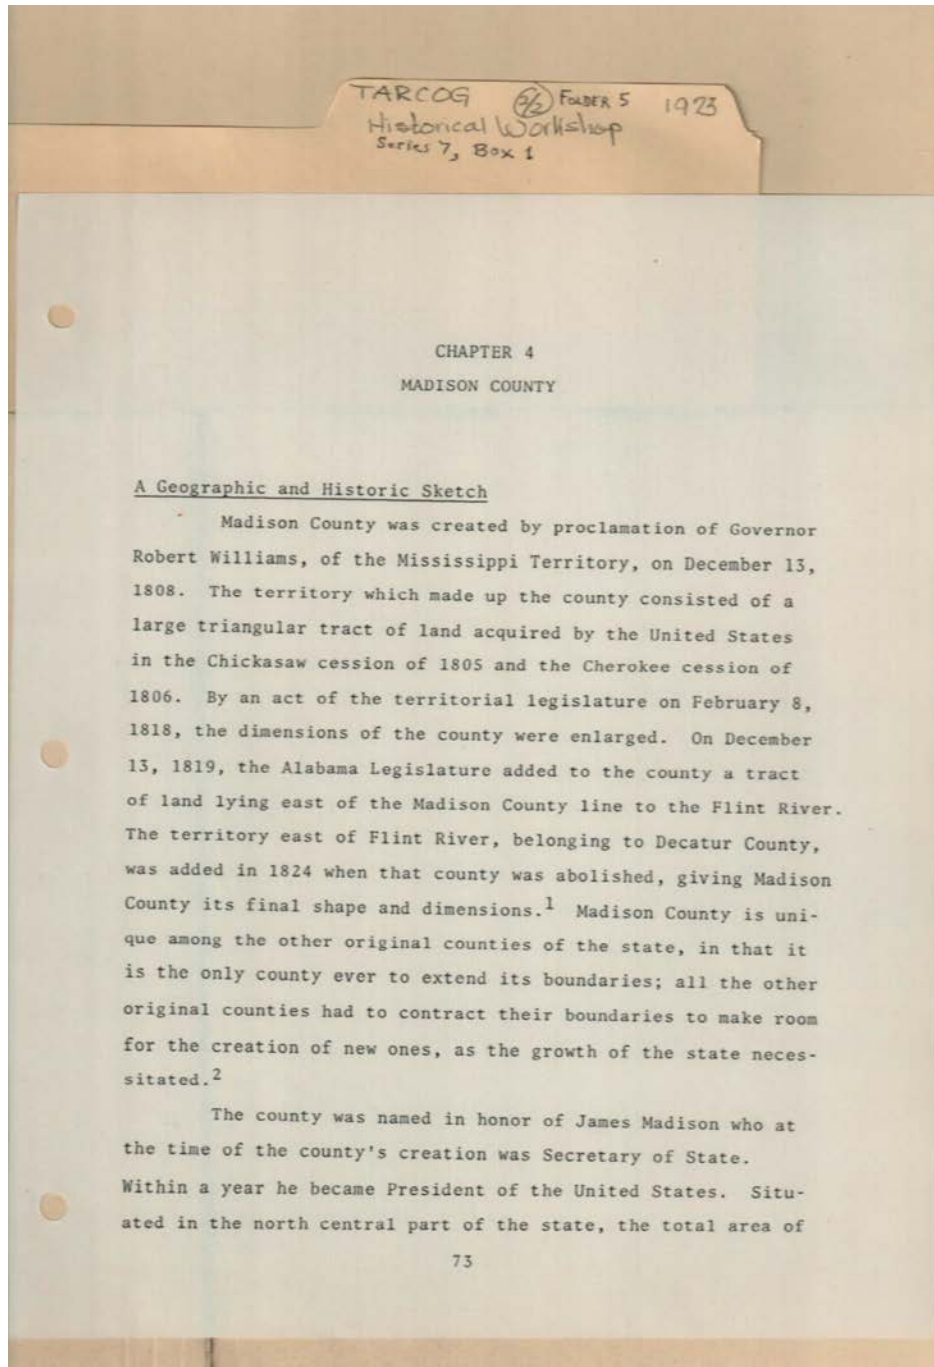 TARCOG 2/2 FOLDER 5 1973
Historical Workshop
Series 7, Box 1
CHAPTER 4
MADISON COUNTY
A Geographic and Historic Sketch
Madison County was created by proclamation of Governor
Robert Williams, of the Mississippi Territory, on December 13,
1808. The territory which made up the county consisted of a
large triangular tract of land acquired by the United States
in the Chickasaw cession of 1805 and the Cherokee cession of
1806. By an act of the territorial legislature on February 8,
1818, the dimensions of the county were enlarged. On December
13, 1819, the Alabama Legislature added to the county a tract
of land lying east of the Madison County line to the Flint River.
The territory east of Flint River, belonging to Decatur County,
was added in 1824 when that county was abolished, giving Madison
County its final shape and dimensions.1 Madison County is uni-
que among the other original counties of the state, in that it
is the only county ever to extend its boundaries; all the other
original counties had to contract their boundaries to make room
for the creation of new ones, as the growth of the state neces-
sitated.2
The county was named in honor of James Madison who at
the time of the county's creation was Secretary of State.
Within a year he became President of the United States. Situ-
ated in the north central part of the state, the total area of
73